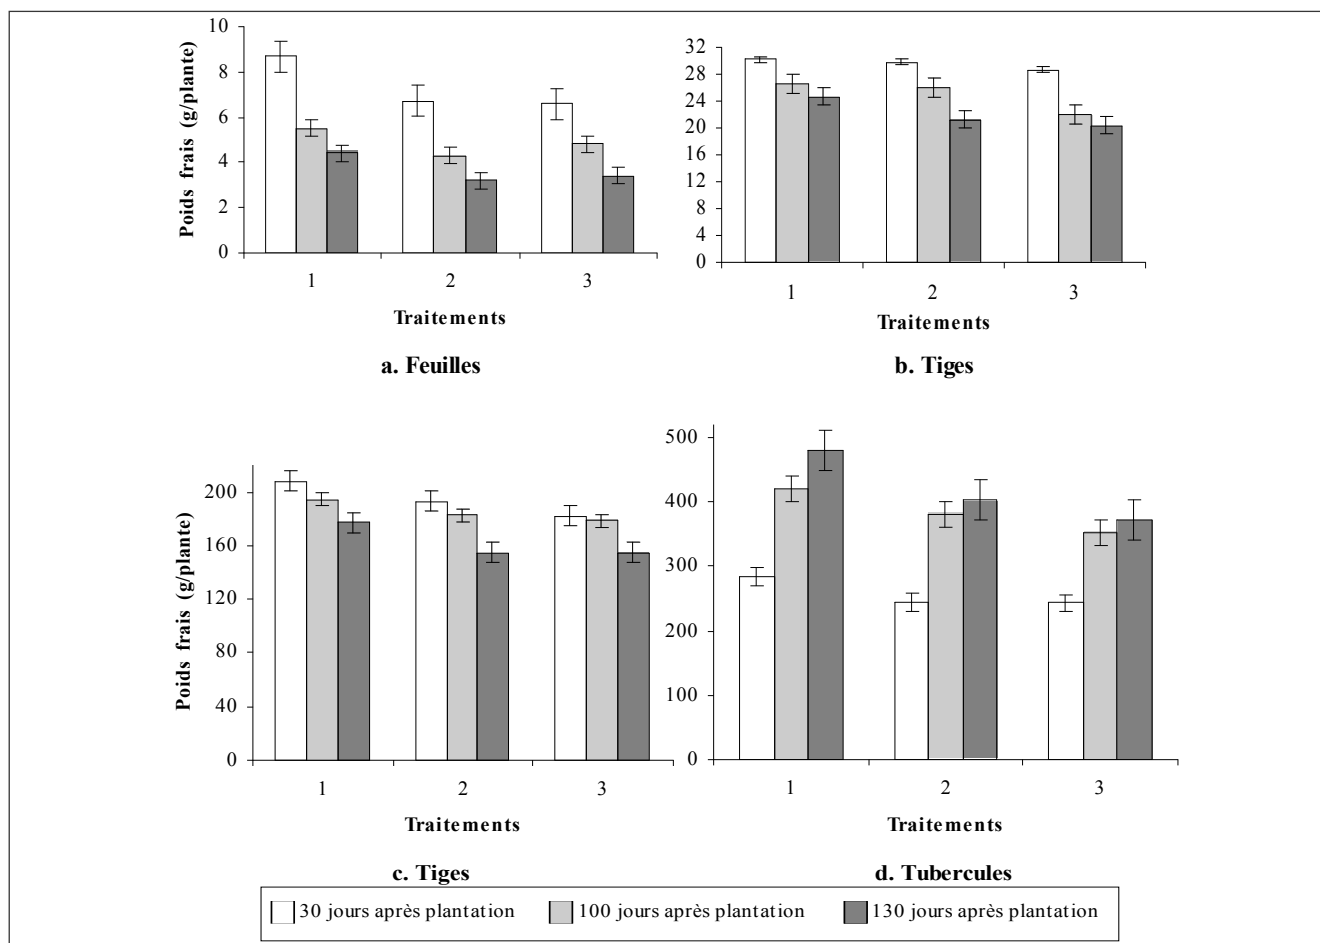 Poids frais (g/plante)
10
8
6
4
2
0
1 2 3
Traitements
a. Feuilles
32
28
24
20
16
12
8
4
0
1 2 3
Traitements
b. Tiges
Poids frais (g/plante)
200
160
120
80
40
0
1 2 3
Traitements
c. Tiges
500
400
300
200
100
0
1 2 3
Traitements
d. Tubercules
30 jours après plantation 100 jours après plantation 130 jours après plantation